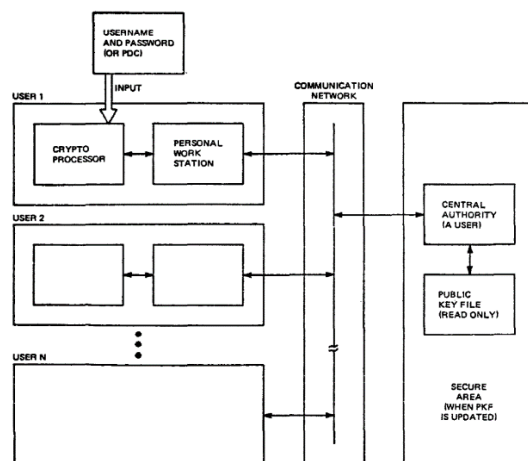 USERNAME
AND PASSWORD
(OR PDC)
INPUT
COMMUNICATION
NETWORK
USER 1
CRYPTO
PROCESSOR
PERSONAL
WORK
STATION
USER 2
CENTRAL
AUTHORITY
(A USER)
PUBLIC
KEY FILE
(READ ONLY)
USER N
SECURE
AREA
(WHEN PKF
IS UPDATED)